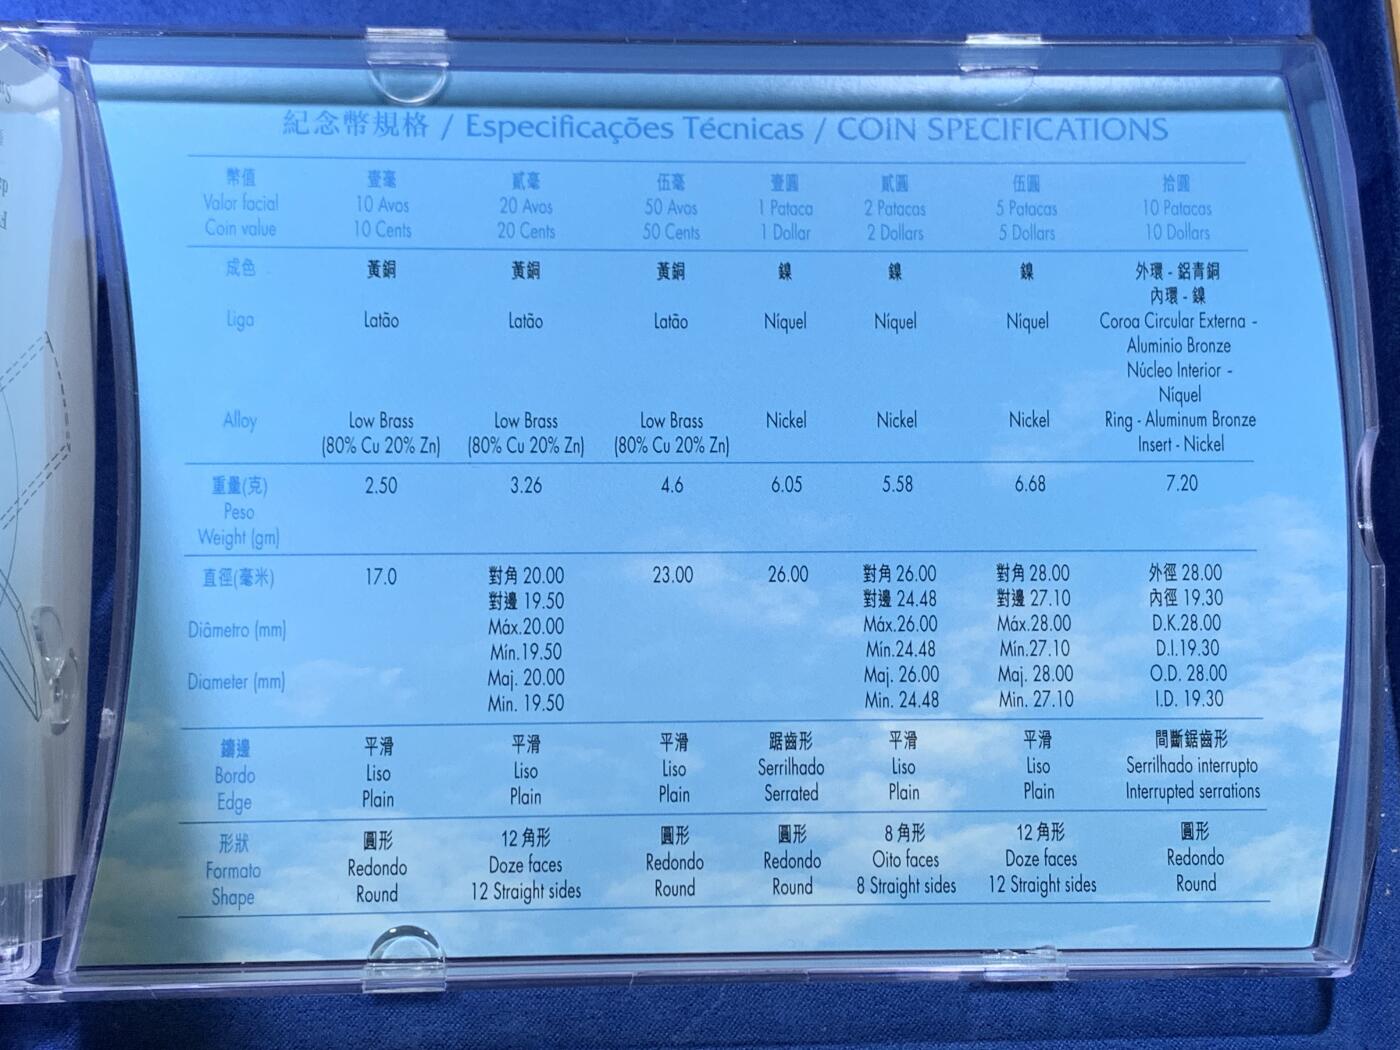 紀念幣規格 / Especificações Técnicas / COIN SPECIFICATIONS
幣值 壹毫 貳毫 伍毫 壹圓 貳圓 伍圓 拾圓
Valor facial 10 Avos 20 Avos 50 Avos 1 Pataca 2 Patacas 5 Patacas 10 Patacas
Coin value 10 Cents 20 Cents 50 Cents 1 Dollar 2 Dollars 5 Dollars 10 Dollars
成色 黃銅 黃銅 黃銅 鎳 鎳 鎳 外環 - 鋁青銅
內環 - 鎳
Liga Latão Latão Latão Níquel Níquel Níquel Coroa Circular Externa -
Aluminio Bronze
Núcleo Interior -
Níquel
Alloy Low Brass Low Brass Low Brass Nickel Nickel Nickel Ring - Aluminum Bronze
(80% Cu 20% Zn) (80% Cu 20% Zn) (80% Cu 20% Zn) Insert - Nickel
重量(克) 2.50 3.26 4.6 6.05 5.58 6.68 7.20
Peso
Weight (gm)
直徑(毫米) 17.0 對角 20.00 23.00 26.00 對角 26.00 對角 28.00 外徑 28.00
對邊 19.50 對邊 24.48 對邊 27.10 內徑 19.30
Diâmetro (mm) Máx.20.00 Máx.26.00 Máx.28.00 D.K.28.00
Mín.19.50 Mín.24.48 Mín.27.10 D.I.19.30
Diameter (mm) Maj. 20.00 Maj. 26.00 Maj. 28.00 O.D. 28.00
Min. 19.50 Min. 24.48 Min. 27.10 I.D. 19.30
鑄邊 平滑 平滑 平滑 踞齒形 平滑 平滑 間斷鋸齒形
Bordo Liso Liso Liso Serrilhado Liso Liso Serrilhado interrupto
Edge Plain Plain Plain Serrated Plain Plain Interrupted serrations
形狀 圓形 12 角形 圓形 圓形 8 角形 12 角形 圓形
Formato Redondo Doze faces Redondo Redondo Oito faces Doze faces Redondo
Shape Round 12 Straight sides Round Round 8 Straight sides 12 Straight sides Round